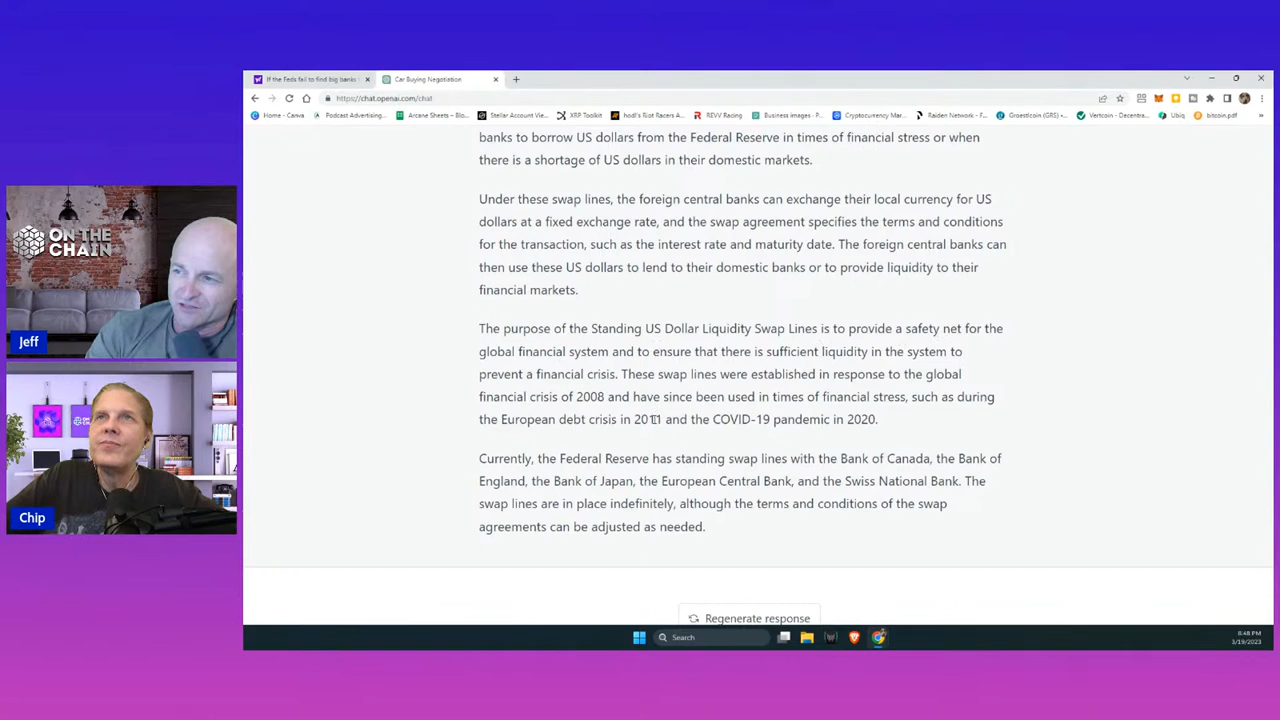 If the Feds fail to find big banks
Car Buying Negotiation
https://chat.openai.com/chat
Home - Canva
Podcast Advertising...
Arcane Sheets – Blo...
Stellar Account Vie...
XRP Toolkit
hodl's Riot Racers A...
REVV Racing
Business images - P...
Cryptocurrency Mar...
Raiden Network - F...
Groestlcoin (GRS) •...
Vertcoin - Decentra...
Ubiq
bitcoin.pdf
banks to borrow US dollars from the Federal Reserve in times of financial stress or when
there is a shortage of US dollars in their domestic markets.
Under these swap lines, the foreign central banks can exchange their local currency for US
dollars at a fixed exchange rate, and the swap agreement specifies the terms and conditions
for the transaction, such as the interest rate and maturity date. The foreign central banks can
then use these US dollars to lend to their domestic banks or to provide liquidity to their
financial markets.
The purpose of the Standing US Dollar Liquidity Swap Lines is to provide a safety net for the
global financial system and to ensure that there is sufficient liquidity in the system to
prevent a financial crisis. These swap lines were established in response to the global
financial crisis of 2008 and have since been used in times of financial stress, such as during
the European debt crisis in 2011 and the COVID-19 pandemic in 2020.
Currently, the Federal Reserve has standing swap lines with the Bank of Canada, the Bank of
England, the Bank of Japan, the European Central Bank, and the Swiss National Bank. The
swap lines are in place indefinitely, although the terms and conditions of the swap
agreements can be adjusted as needed.
Regenerate response
Search
8:48 PM
3/19/2023
ON THE
CHAIN
Jeff
Chip